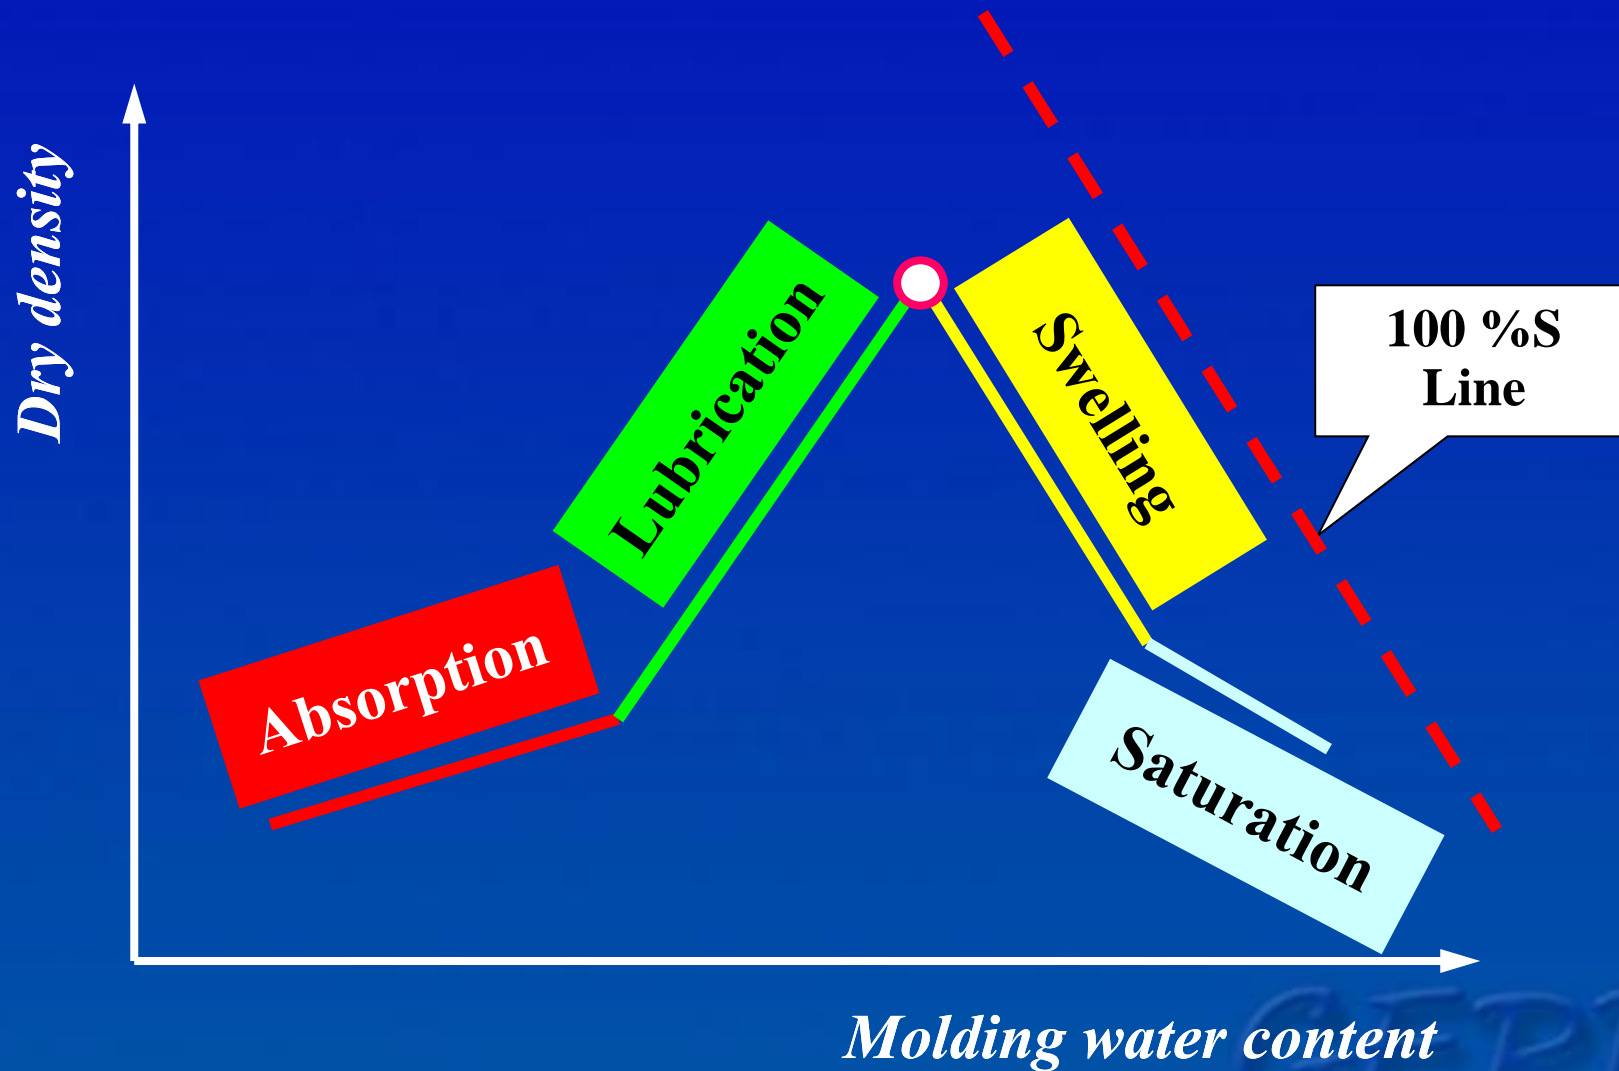 Dry density
Lubrication
Swelling
100 %S
Line
Absorption
Saturation
Molding water content